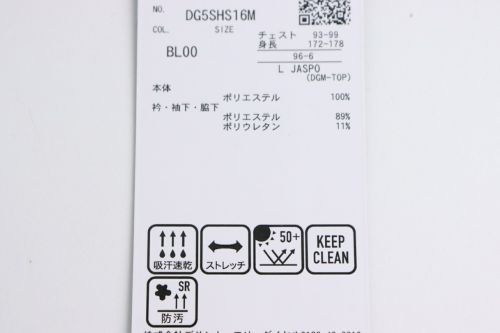 NO. DG5SHS16M
COL. SIZE
BL00
チェスト 93-99
身長 172-178
96-6
L JASPO
(DGM-TOP)
本体
ポリエステル 100%
衿・袖下・脇下
ポリエステル 89%
ポリウレタン 11%
吸汗速乾
ストレッチ
50+
KEEP
CLEAN
SR
防汚